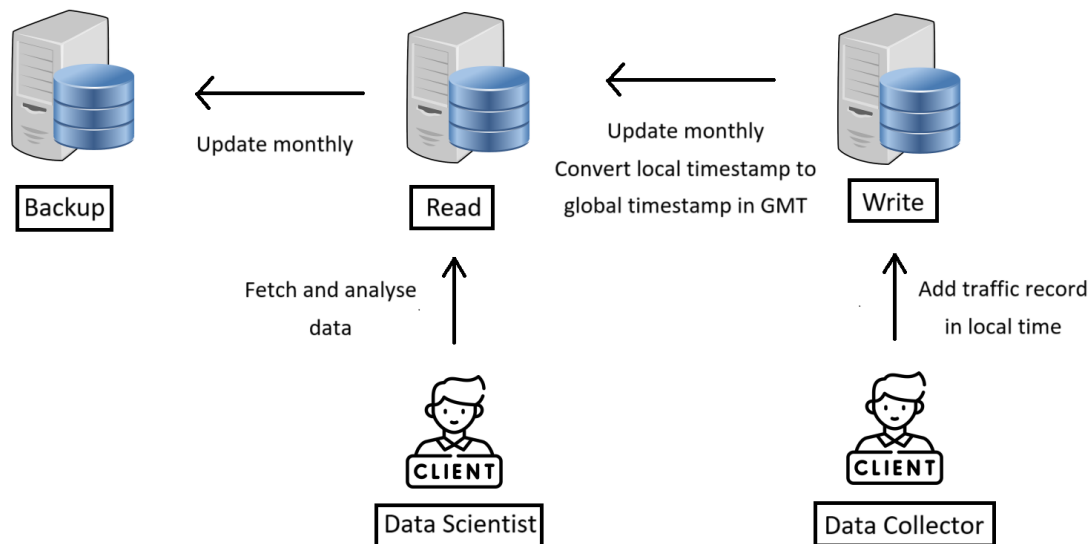 Update monthly
Update monthly
Convert local timestamp to
global timestamp in GMT
Backup
Read
Write
Fetch and analyse
data
Add traffic record
in local time
CLIENT
CLIENT
Data Scientist
Data Collector